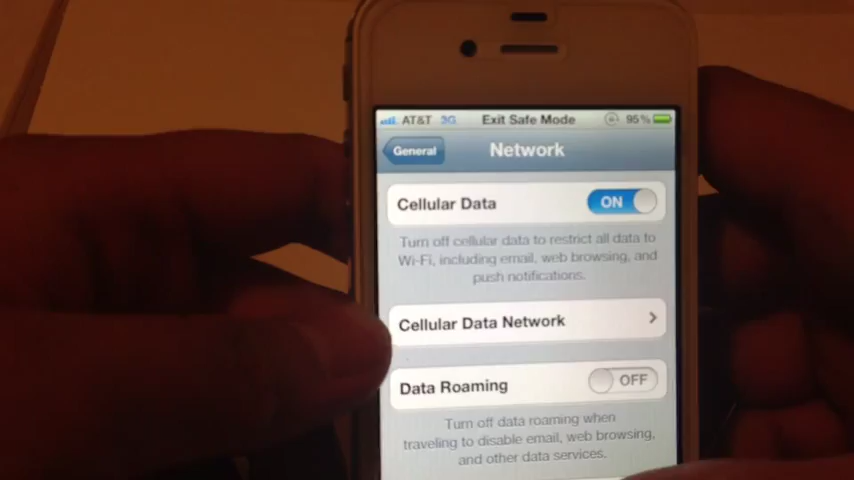 AT&T 3G Exit Safe Mode 95%
General Network
Cellular Data ON
Turn off cellular data to restrict all data to
Wi-Fi, including email, web browsing, and
push notifications.
Cellular Data Network
Data Roaming OFF
Turn off data roaming when
traveling to disable email, web browsing,
and other data services.